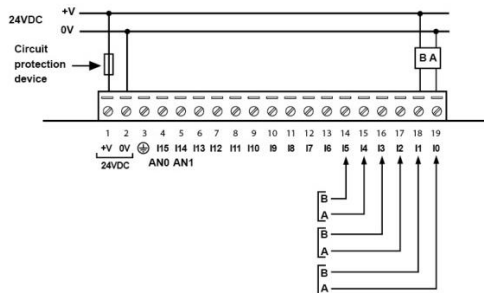 +V
24VDC
0V
Circuit
protection
device
B A
1 2 3 4 5 6 7 8 9 10 11 12 13 14 15 16 17 18 19
+V 0V I15 I14 I13 I12 I11 I10 I9 I8 I7 I6 I5 I4 I3 I2 I1 I0
24VDC AN0 AN1
B
A
B
A
B
A